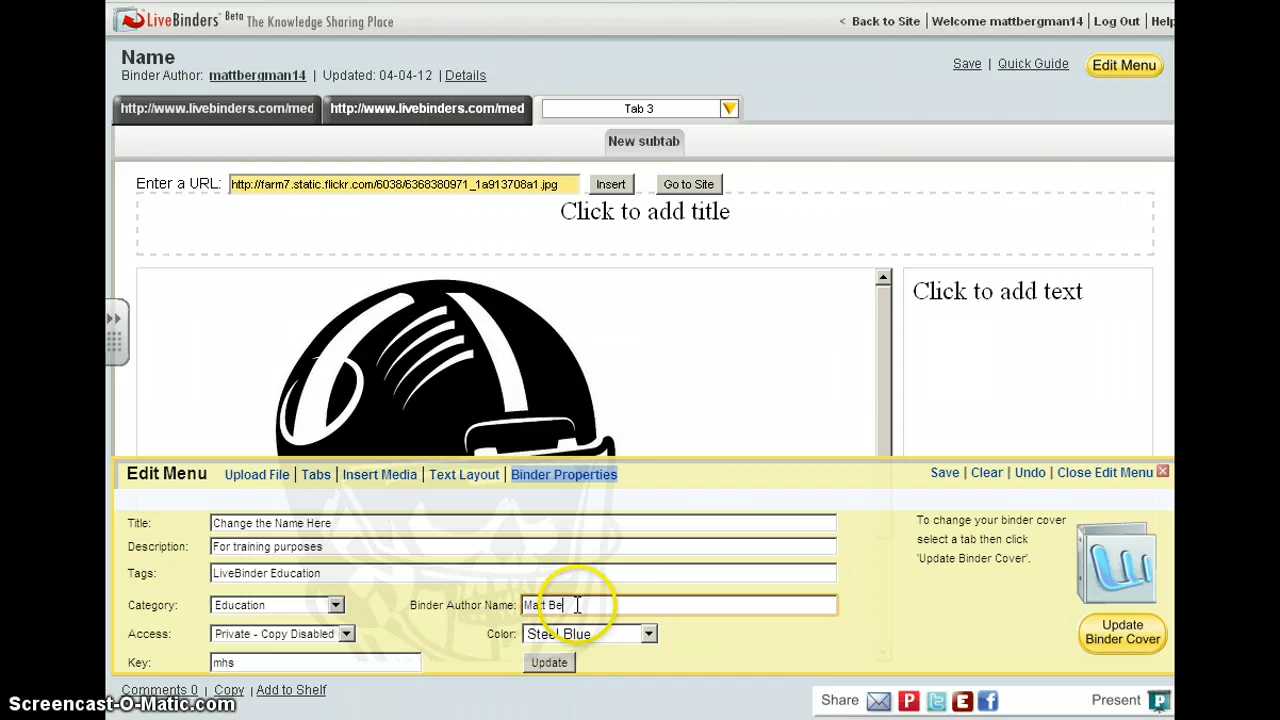 LiveBinders Beta The Knowledge Sharing Place
< Back to Site | Welcome mattbergman14 | Log Out | Help
Name
Binder Author: mattbergman14 | Updated: 04-04-12 | Details
Save | Quick Guide
Edit Menu
http://www.livebinders.com/med
http://www.livebinders.com/med
Tab 3
New subtab
Enter a URL: http://farm7.static.flickr.com/6038/6368380971_1a913708a1.jpg Insert Go to Site
Click to add title
Click to add text
Edit Menu Upload File | Tabs | Insert Media | Text Layout | Binder Properties
Save | Clear | Undo | Close Edit Menu
Title: Change the Name Here
Description: For training purposes
Tags: LiveBinder Education
Category: Education Binder Author Name: Matt Be
Access: Private - Copy Disabled Color: Steel Blue
Key: mhs Update
To change your binder cover
select a tab then click
'Update Binder Cover'.
Update
Binder Cover
Comments 0 | Copy | Add to Shelf
Share
Present
Screencast-O-Matic.com